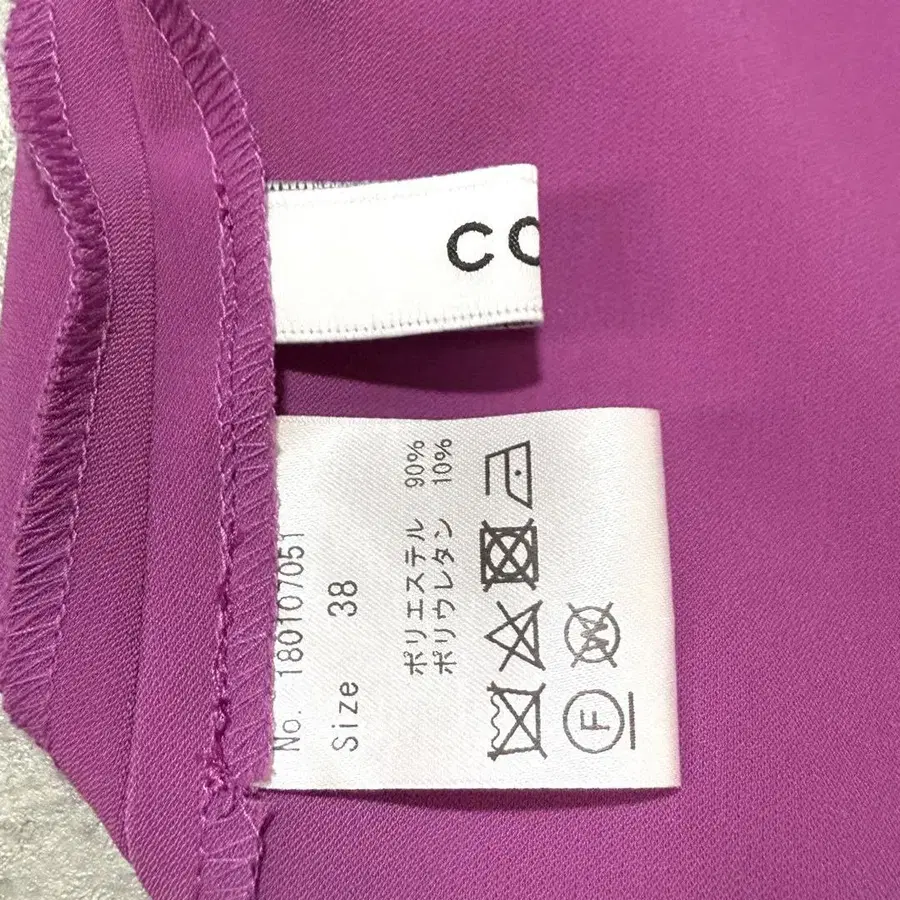 CO
No. 180107051
Size 38
ポリエステル 90%
ポリウレタン 10%
W
F